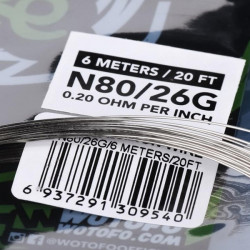 6 METERS / 20 FT
N80/26G
0.20 OHM PER INCH
N80/26G/6 METERS/20FT
6 937291 309540
WOTOFO